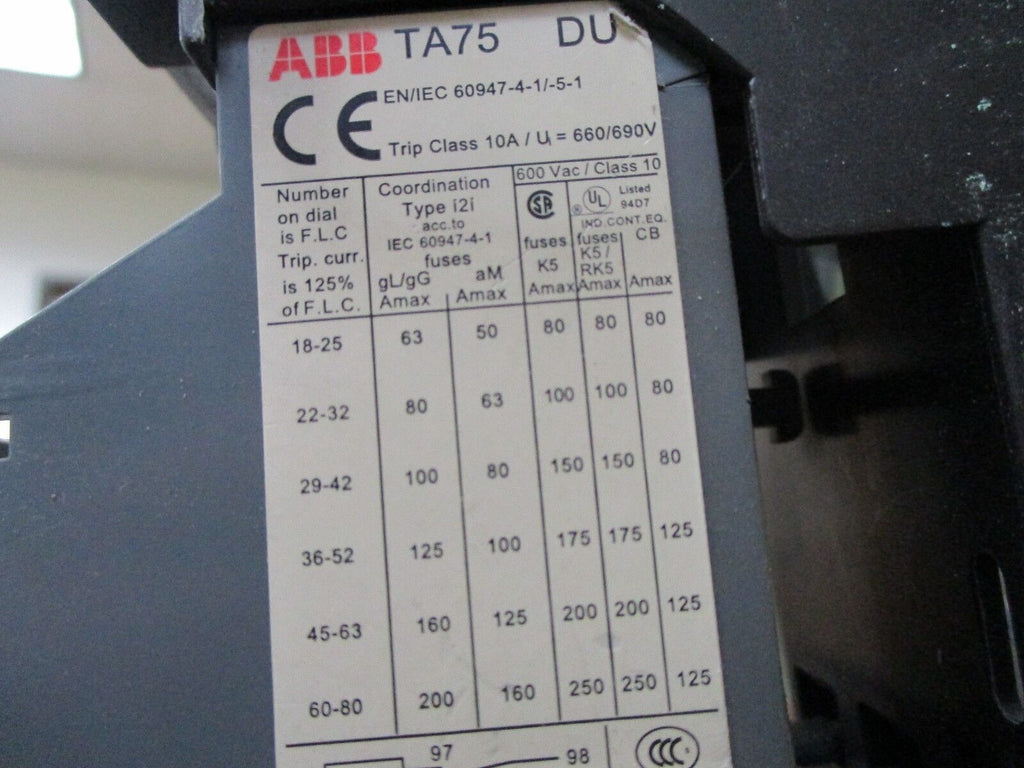 ABB TA75 DU
CE EN/IEC 60947-4-1/-5-1
Trip Class 10A / Ui = 660/690V
600 Vac / Class 10
Number
on dial
is F.L.C
Trip. curr.
is 125%
of F.L.C.
Coordination
Type i2i
acc.to
IEC 60947-4-1
fuses
gL/gG aM
Amax Amax
SA
fuses
K5
Amax
® UL Listed
94D7
IND.CONT.EQ.
fuses
K5/
RK5
Amax
CB
Amax
18-25 63 50 80 80 80
22-32 80 63 100 100 80
29-42 100 80 150 150 80
36-52 125 100 175 175 125
45-63 160 125 200 200 125
60-80 200 160 250 250 125
97 98
CCC S